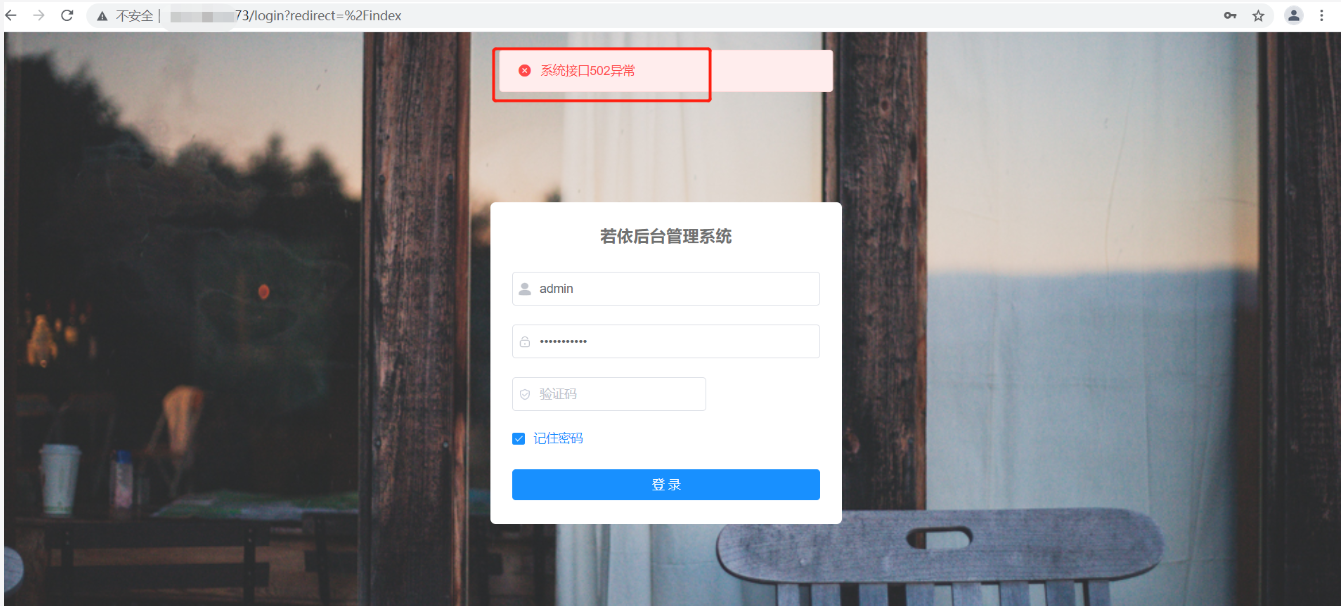 不安全 | 73/login?redirect=%2Findex
系统接口502异常
若依后台管理系统
admin
•••••••••••
验证码
记住密码
登 录